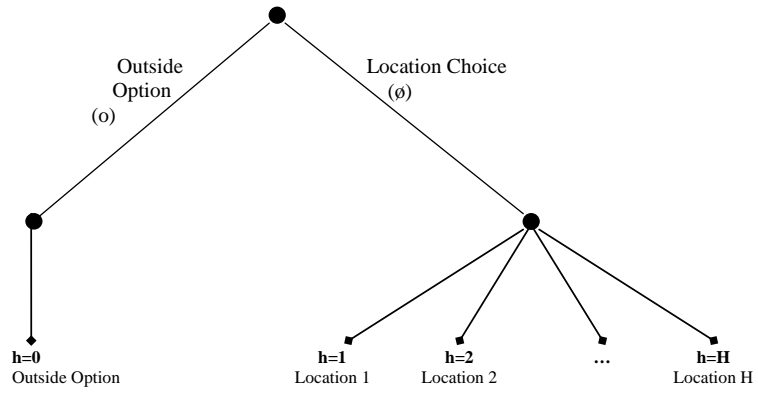 Outside
Option
(o)
Location Choice
(ø)
h=0
Outside Option
h=1
Location 1
h=2
Location 2
...
h=H
Location H